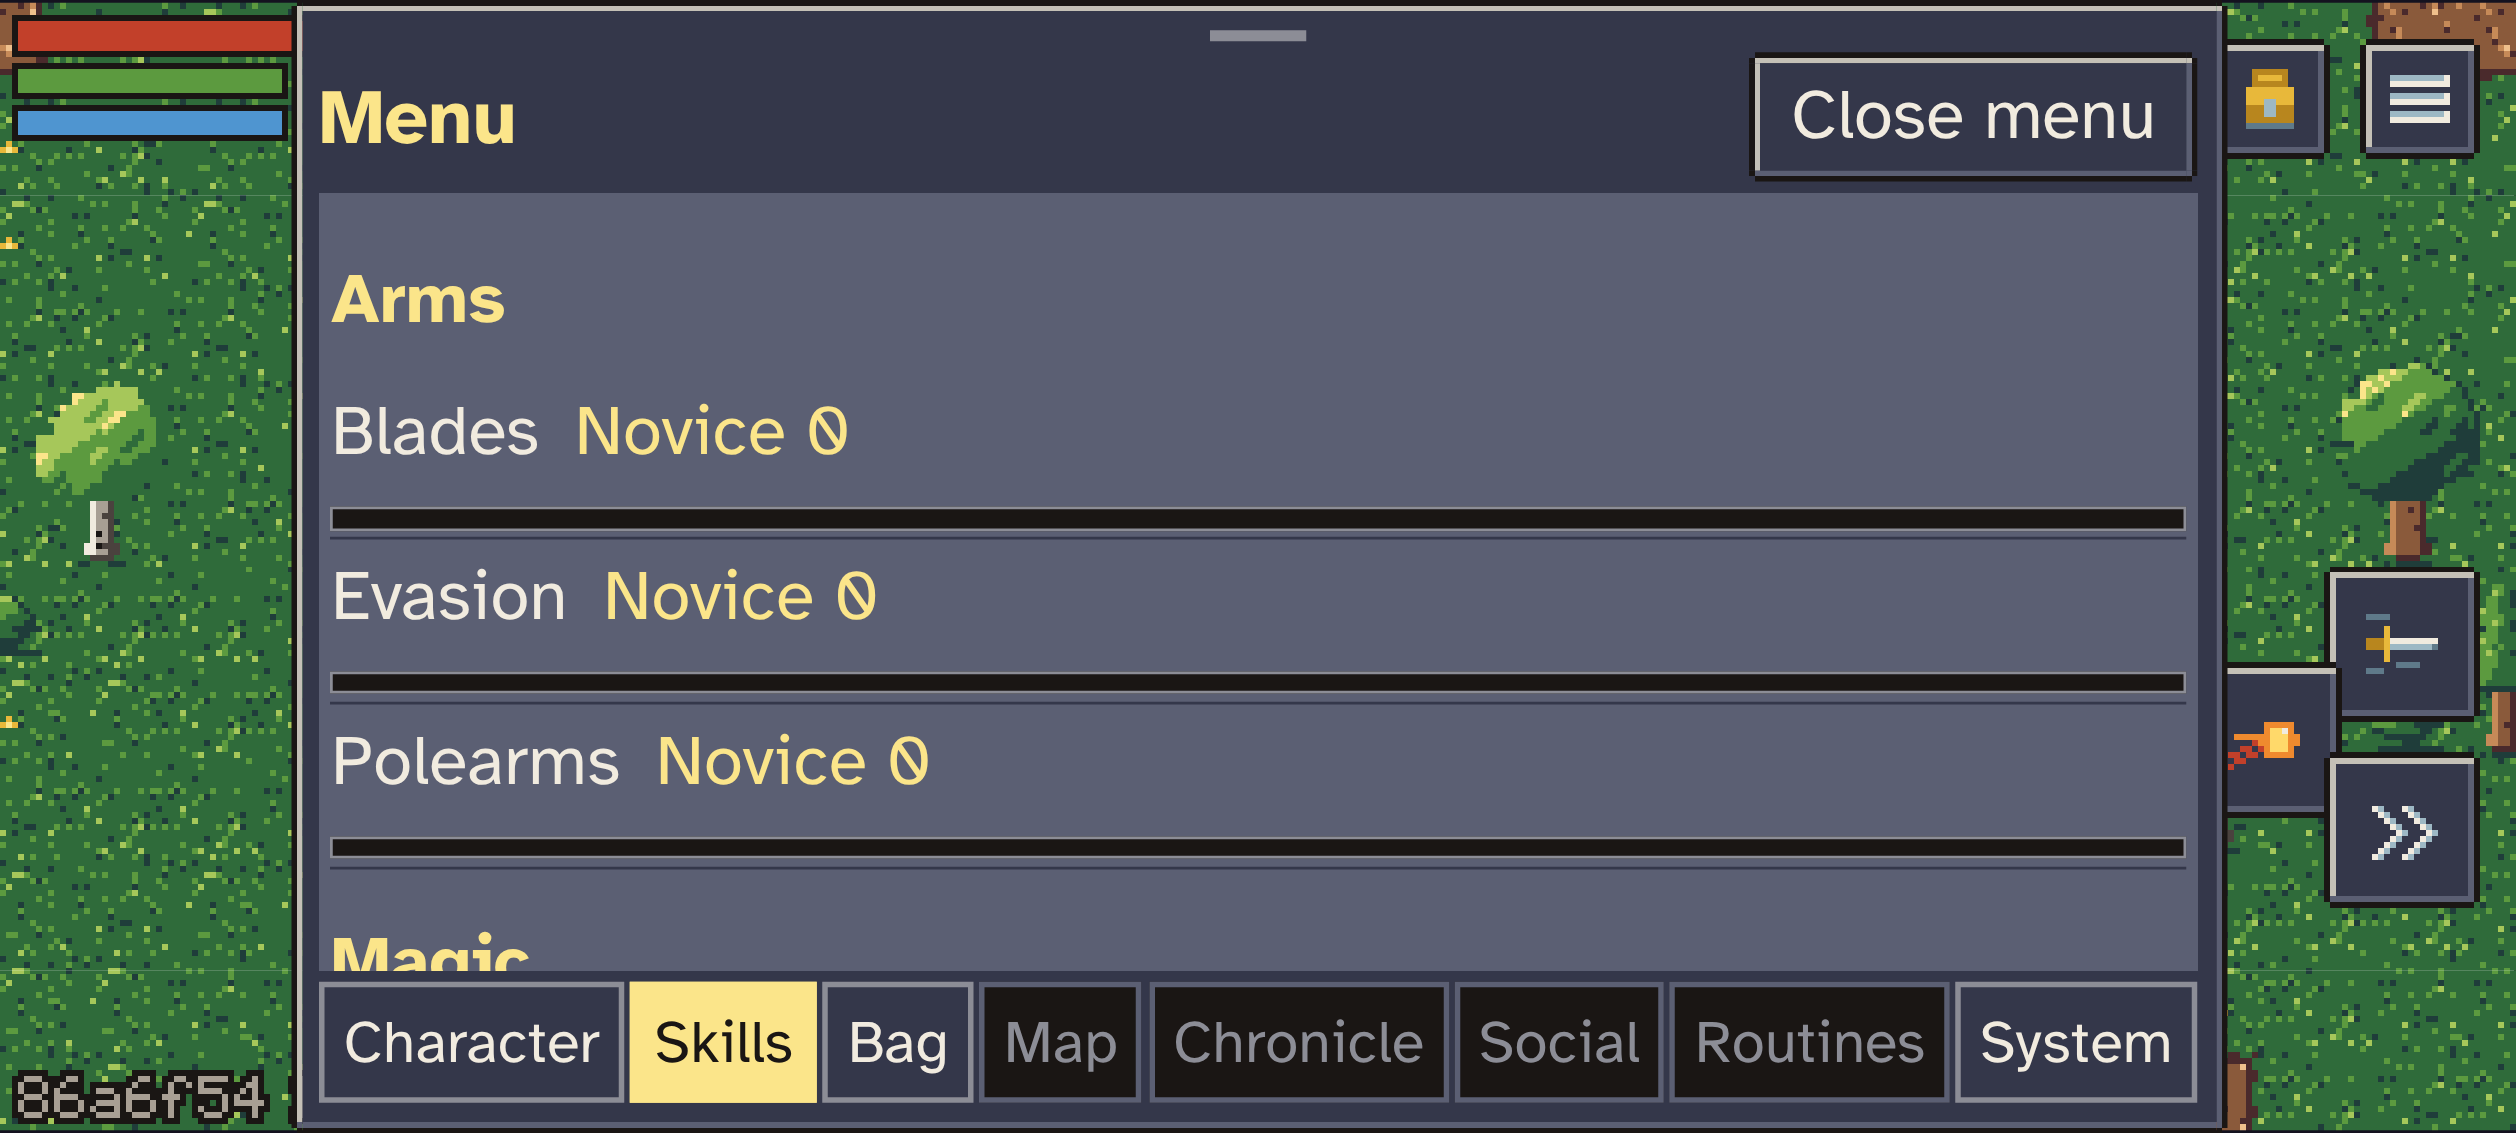 Menu
Close menu
Arms
Blades Novice 0
Evasion Novice 0
Polearms Novice 0
Magic
Character Skills Bag Map Chronicle Social Routines System
86a6f54